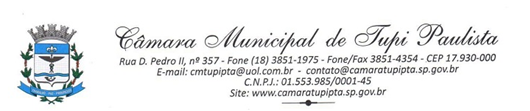 Câmara Municipal de Tupi Paulista
Rua D. Pedro II, nº 357 - Fone (18) 3851-1975 - Fone/Fax 3851-4354 - CEP 17.930-000
E-mail: cmtupipta@uol.com.br - contato@camaratupipta.sp.gov.br
C.N.P.J.: 01.553.985/0001-45
Site: www.camaratupipta.sp.gov.br